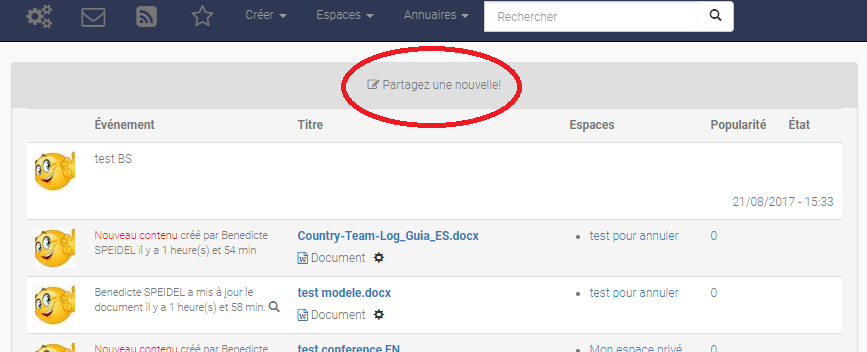 Créer Espaces Annuaires Rechercher
Partagez une nouvelle!
Événement Titre Espaces Popularité État
test BS
21/08/2017 - 15:33
Nouveau contenu créé par Benedicte
SPEIDEL il y a 1 heure(s) et 54 min
Country-Team-Log_Guia_ES.docx
Document
test pour annuler
0
Benedicte SPEIDEL a mis à jour le
document il y a 1 heure(s) et 58 min.
test modele.docx
Document
test pour annuler
0
Nouveau contenu créé par Benedicte
test conference EN
Mon espace privé
0